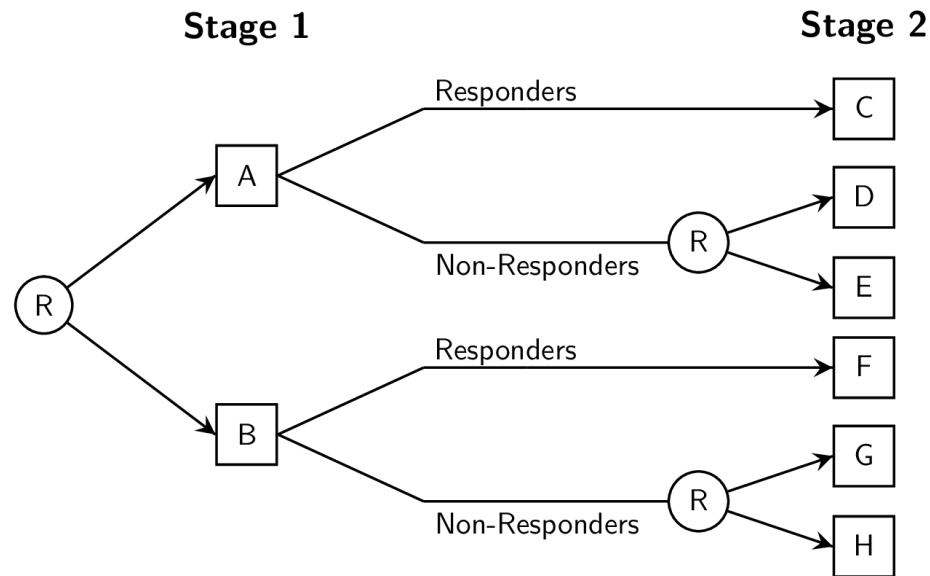 Stage 1
Stage 2
Responders
C
A
D
R
Non-Responders
E
R
Responders
F
B
G
R
Non-Responders
H